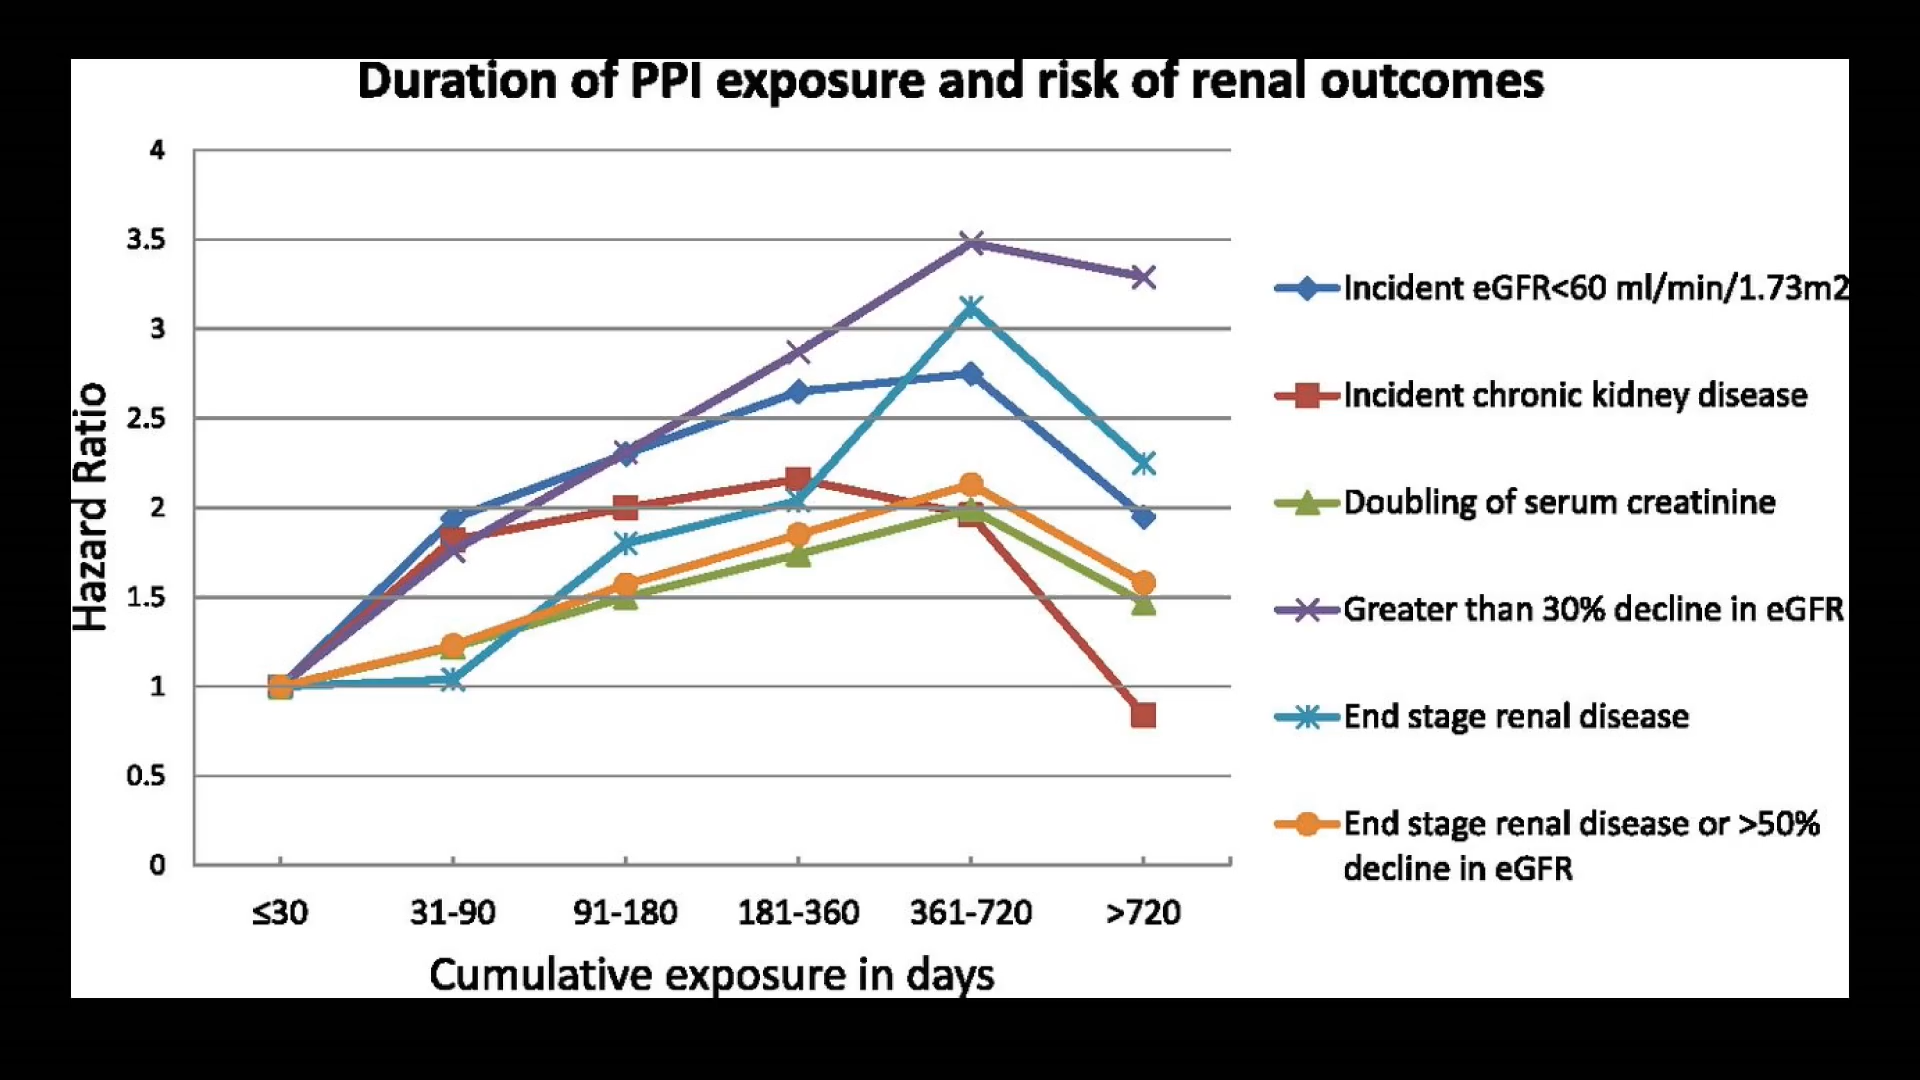 Duration of PPI exposure and risk of renal outcomes
4
3.5
3
2.5
2
1.5
1
0.5
0
Hazard Ratio
≤30 31-90 91-180 181-360 361-720 >720
Cumulative exposure in days
Incident eGFR<60 ml/min/1.73m2
Incident chronic kidney disease
Doubling of serum creatinine
Greater than 30% decline in eGFR
End stage renal disease
End stage renal disease or >50%
decline in eGFR